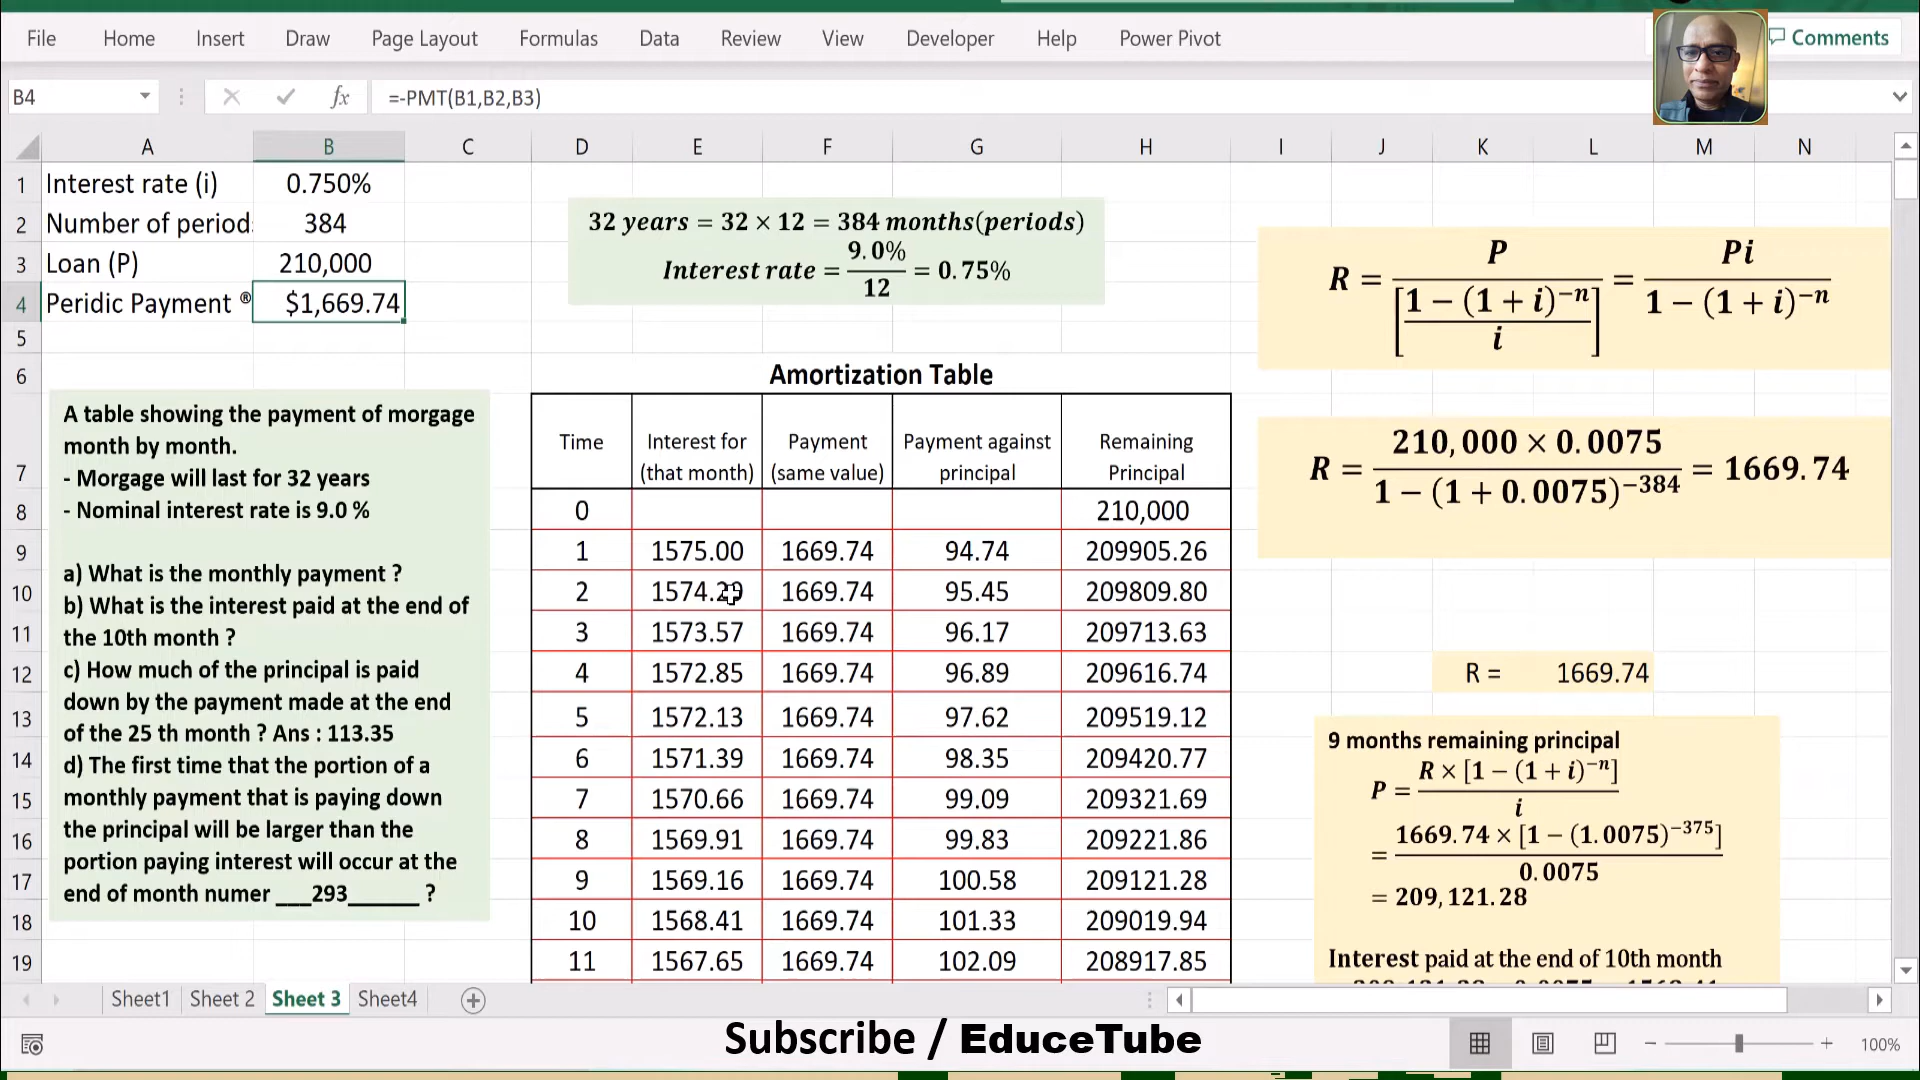 File Home Insert Draw Page Layout Formulas Data Review View Developer Help Power Pivot Comments
B4 fx =-PMT(B1,B2,B3)
A B C D E F G H I J K L M N
1 Interest rate (i) 0.750%
2 Number of period 384
3 Loan (P) 210,000
4 Peridic Payment ® $1,669.74
5
6
7
8
9
10
11
12
13
14
15
16
17
18
19
32 years = 32 × 12 = 384 months(periods)
Interest rate = 9.0% / 12 = 0.75%
A table showing the payment of morgage
month by month.
- Morgage will last for 32 years
- Nominal interest rate is 9.0 %
a) What is the monthly payment ?
b) What is the interest paid at the end of
the 10th month ?
c) How much of the principal is paid
down by the payment made at the end
of the 25 th month ? Ans : 113.35
d) The first time that the portion of a
monthly payment that is paying down
the principal will be larger than the
portion paying interest will occur at the
end of month numer ___293______ ?
Amortization Table
Time Interest for (that month) Payment (same value) Payment against principal Remaining Principal
0 210,000
1 1575.00 1669.74 94.74 209905.26
2 1574.29 1669.74 95.45 209809.80
3 1573.57 1669.74 96.17 209713.63
4 1572.85 1669.74 96.89 209616.74
5 1572.13 1669.74 97.62 209519.12
6 1571.39 1669.74 98.35 209420.77
7 1570.66 1669.74 99.09 209321.69
8 1569.91 1669.74 99.83 209221.86
9 1569.16 1669.74 100.58 209121.28
10 1568.41 1669.74 101.33 209019.94
11 1567.65 1669.74 102.09 208917.85
R = P / [1 − (1 + i)⁻ⁿ / i] = Pi / 1 − (1 + i)⁻ⁿ
R = 210,000 × 0.0075 / 1 − (1 + 0.0075)⁻³⁸⁴ = 1669.74
R = 1669.74
9 months remaining principal
P = R × [1 − (1 + i)⁻ⁿ] / i
= 1669.74 × [1 − (1.0075)⁻³⁷⁵] / 0.0075
= 209,121.28
Interest paid at the end of 10th month
Sheet1 Sheet 2 Sheet 3 Sheet4
Subscribe / EduceTube
100%